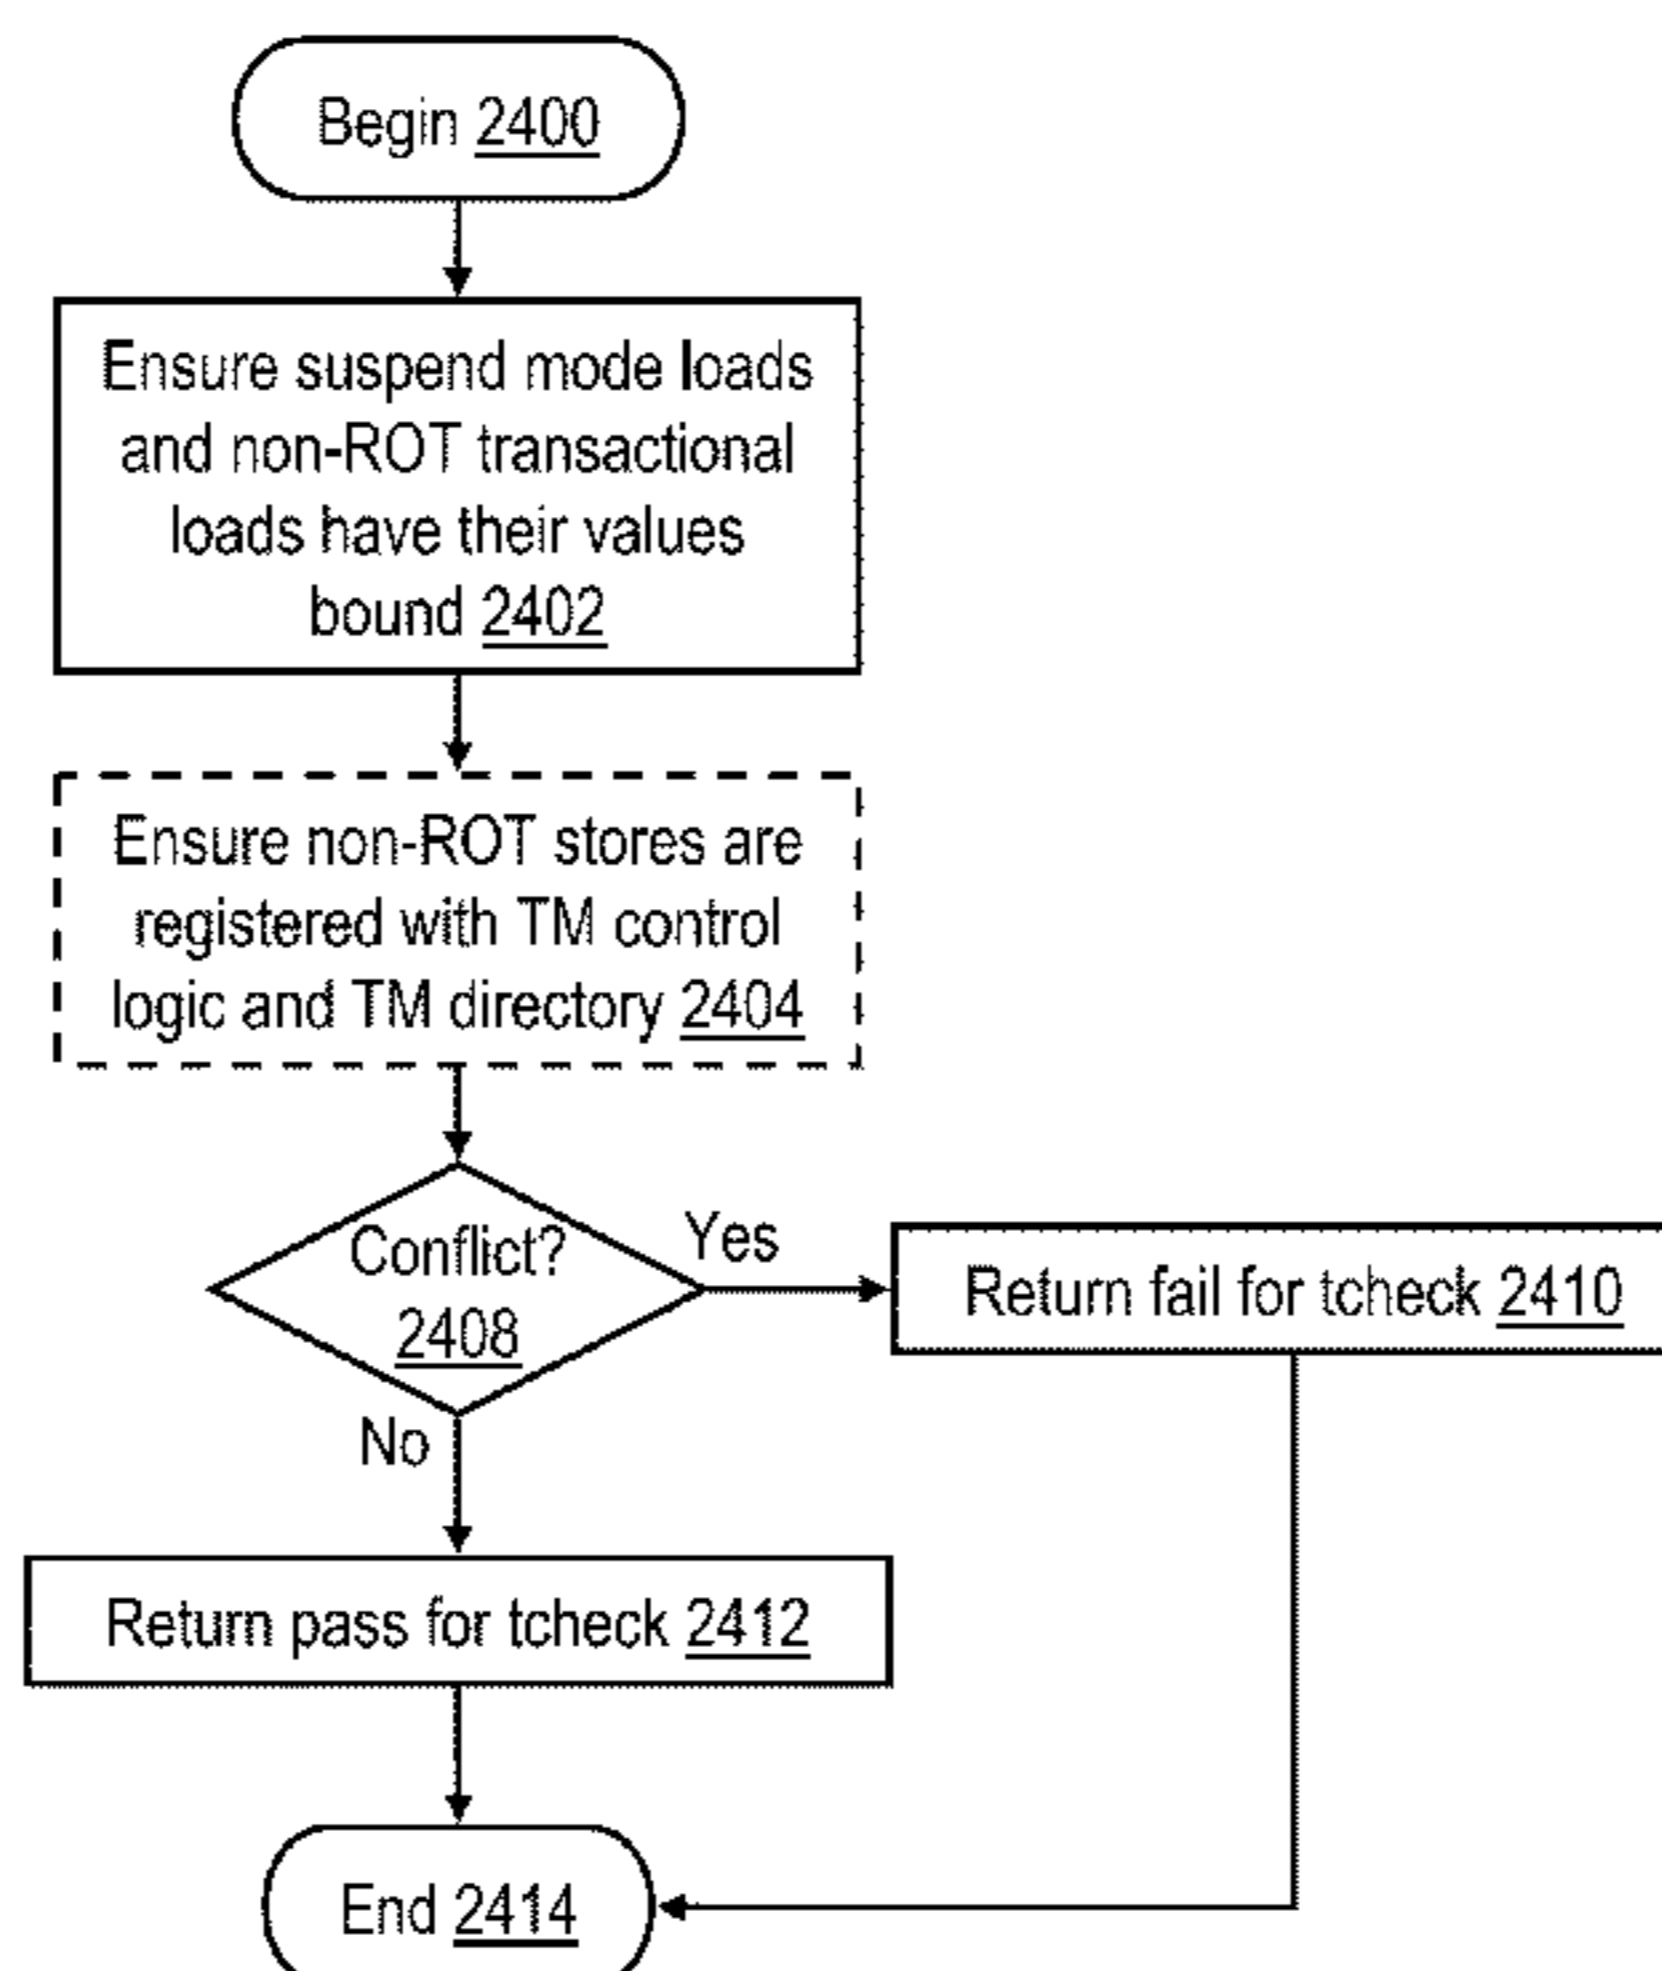 Begin 2400
Ensure suspend mode loads
and non-ROT transactional
loads have their values
bound 2402
Ensure non-ROT stores are
registered with TM control
logic and TM directory 2404
Conflict?
2408
Yes
Return fail for tcheck 2410
No
Return pass for tcheck 2412
End 2414